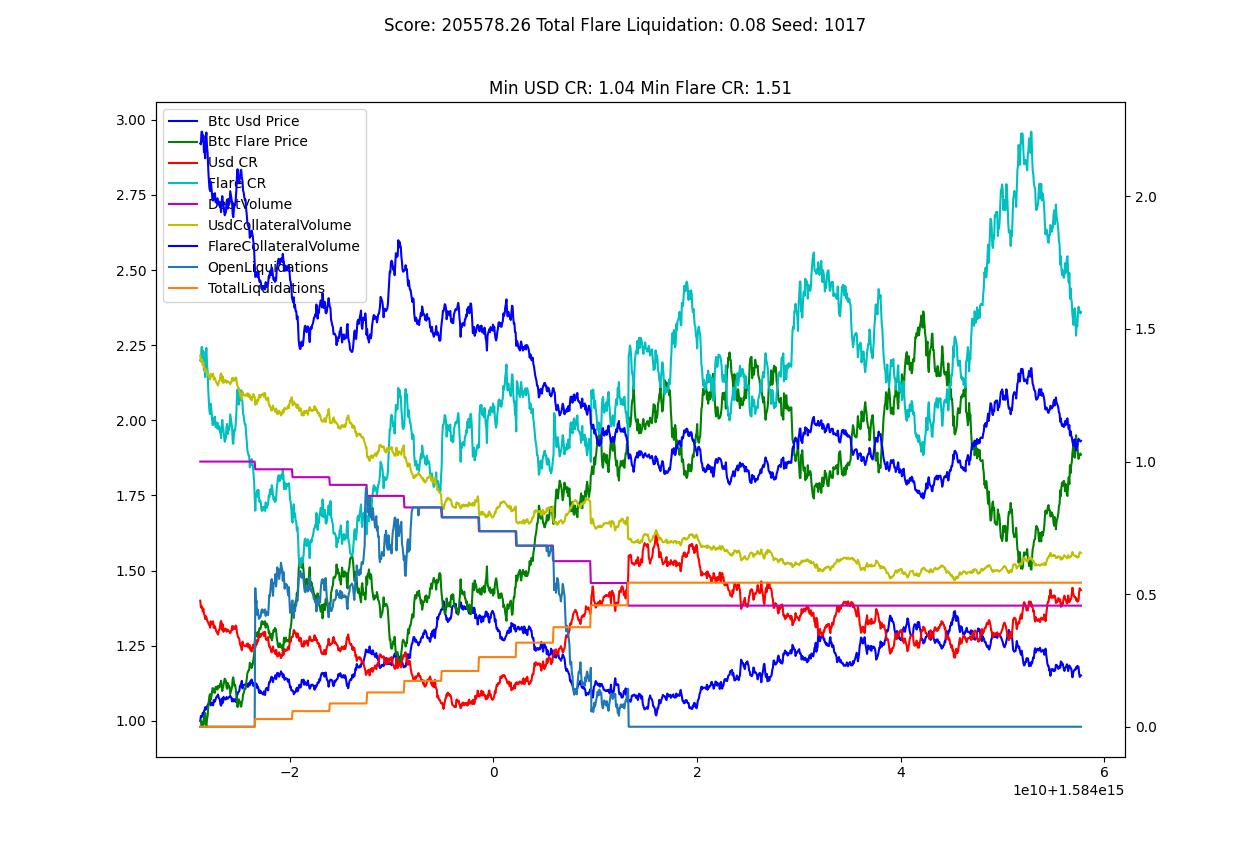 Score: 205578.26 Total Flare Liquidation: 0.08 Seed: 1017
Min USD CR: 1.04 Min Flare CR: 1.51
3.00
2.75
2.50
2.25
2.00
1.75
1.50
1.25
1.00
Btc Usd Price
Btc Flare Price
Usd CR
Flare CR
DebtVolume
UsdCollateralVolume
FlareCollateralVolume
OpenLiquidations
TotalLiquidations
2.0
1.5
1.0
0.5
0.0
−2 0 2 4 6
1e10+1.584e15